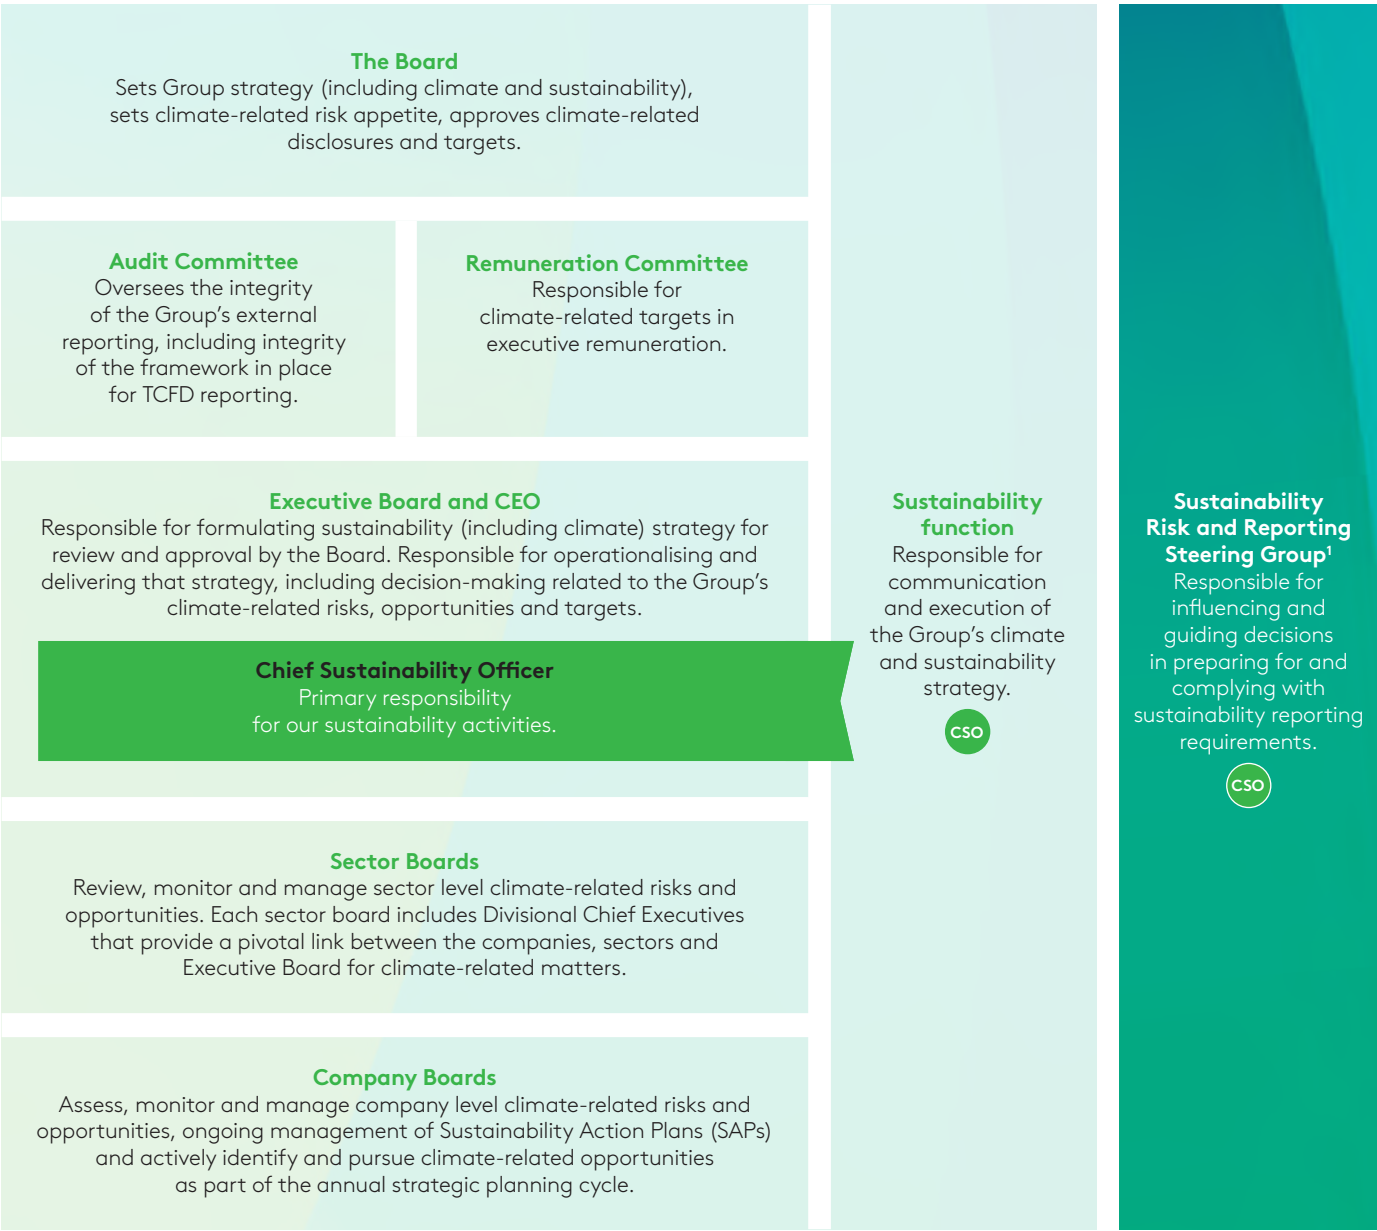 The Board
Sets Group strategy (including climate and sustainability),
sets climate-related risk appetite, approves climate-related
disclosures and targets.
Audit Committee
Oversees the integrity
of the Group’s external
reporting, including integrity
of the framework in place
for TCFD reporting.
Remuneration Committee
Responsible for
climate-related targets in
executive remuneration.
Executive Board and CEO
Responsible for formulating sustainability (including climate) strategy for
review and approval by the Board. Responsible for operationalising and
delivering that strategy, including decision-making related to the Group’s
climate-related risks, opportunities and targets.
Chief Sustainability Officer
Primary responsibility
for our sustainability activities.
Sector Boards
Review, monitor and manage sector level climate-related risks and
opportunities. Each sector board includes Divisional Chief Executives
that provide a pivotal link between the companies, sectors and
Executive Board for climate-related matters.
Company Boards
Assess, monitor and manage company level climate-related risks and
opportunities, ongoing management of Sustainability Action Plans (SAPs)
and actively identify and pursue climate-related opportunities
as part of the annual strategic planning cycle.
Sustainability
function
Responsible for
communication
and execution of
the Group’s climate
and sustainability
strategy.
CSO
Sustainability
Risk and Reporting
Steering Group¹
Responsible for
influencing and
guiding decisions
in preparing for and
complying with
sustainability reporting
requirements.
CSO